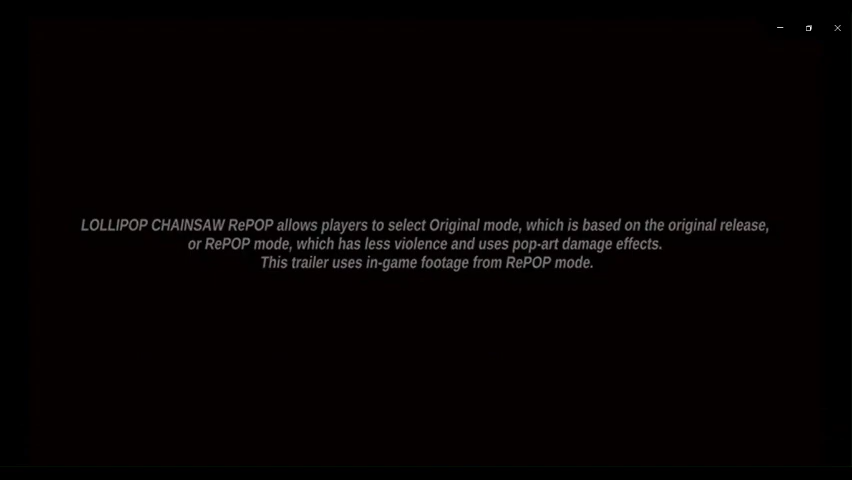 LOLLIPOP CHAINSAW RePOP allows players to select Original mode, which is based on the original release,
or RePOP mode, which has less violence and uses pop-art damage effects.
This trailer uses in-game footage from RePOP mode.